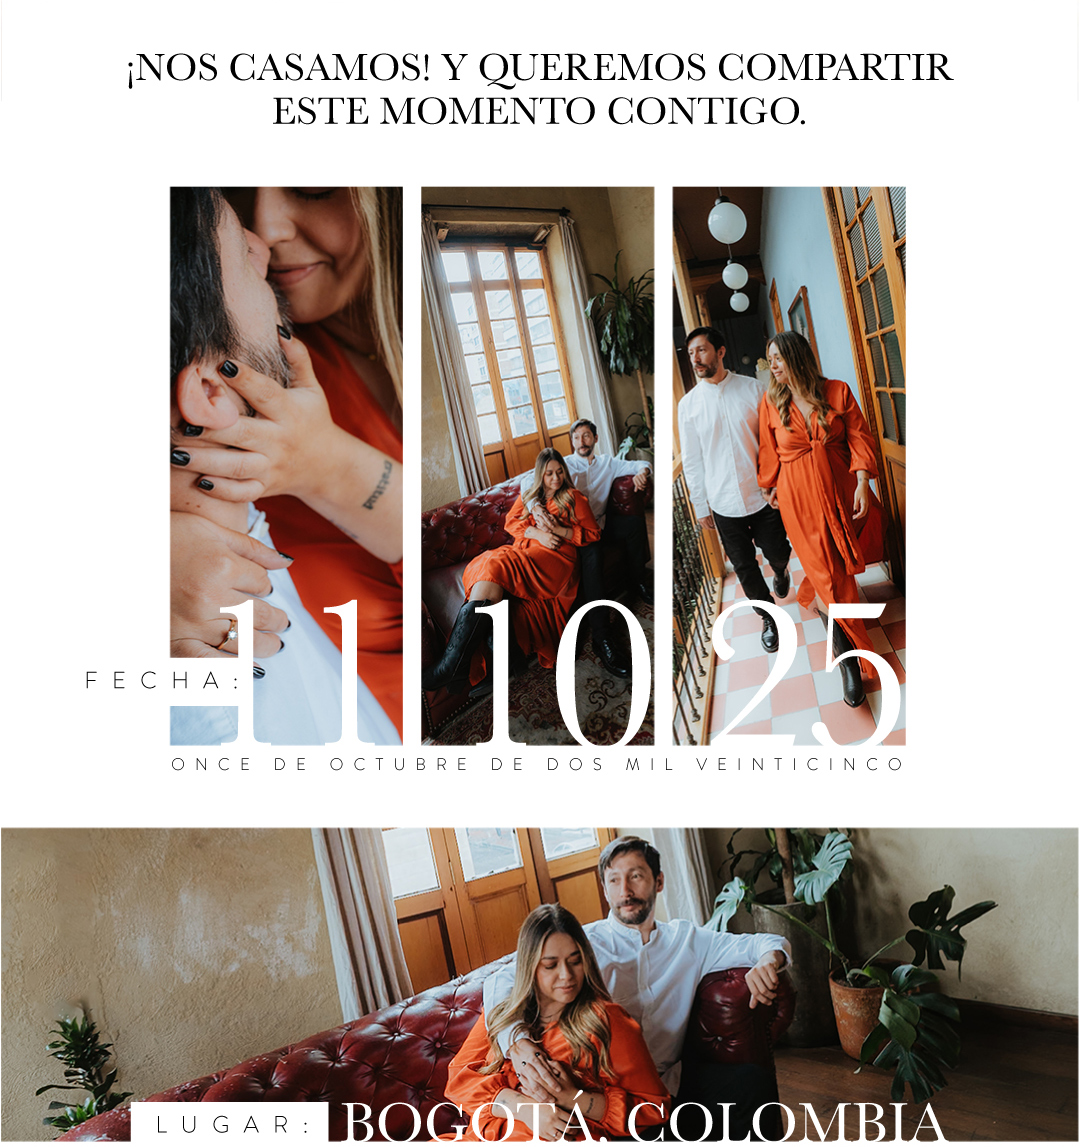 ¡NOS CASAMOS! Y QUEREMOS COMPARTIR
ESTE MOMENTO CONTIGO.
FECHA:
11 10 25
ONCE DE OCTUBRE DE DOS MIL VEINTICINCO
LUGAR: BOGOTÁ, COLOMBIA